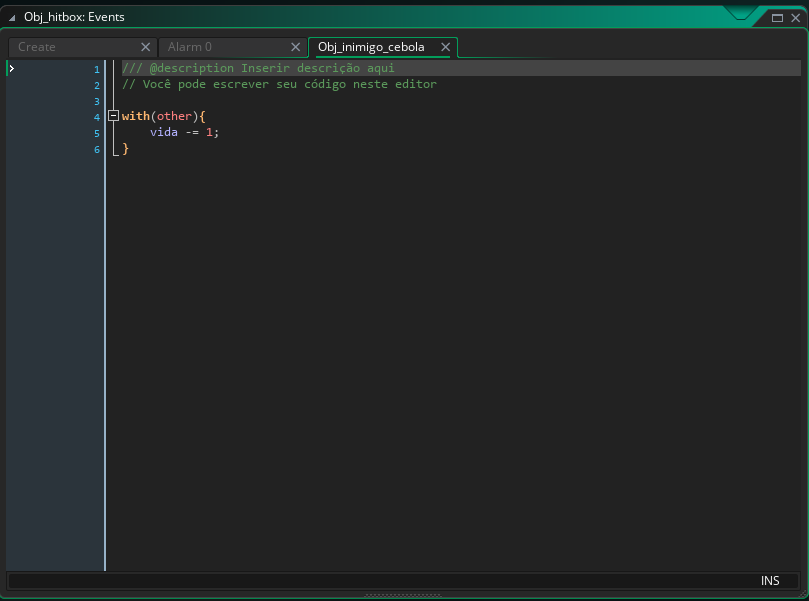 Obj_hitbox: Events
Create Alarm 0 Obj_inimigo_cebola
1 /// @description Inserir descrição aqui
2 // Você pode escrever seu código neste editor
3
4 with(other){
5 vida -= 1;
6 }
INS